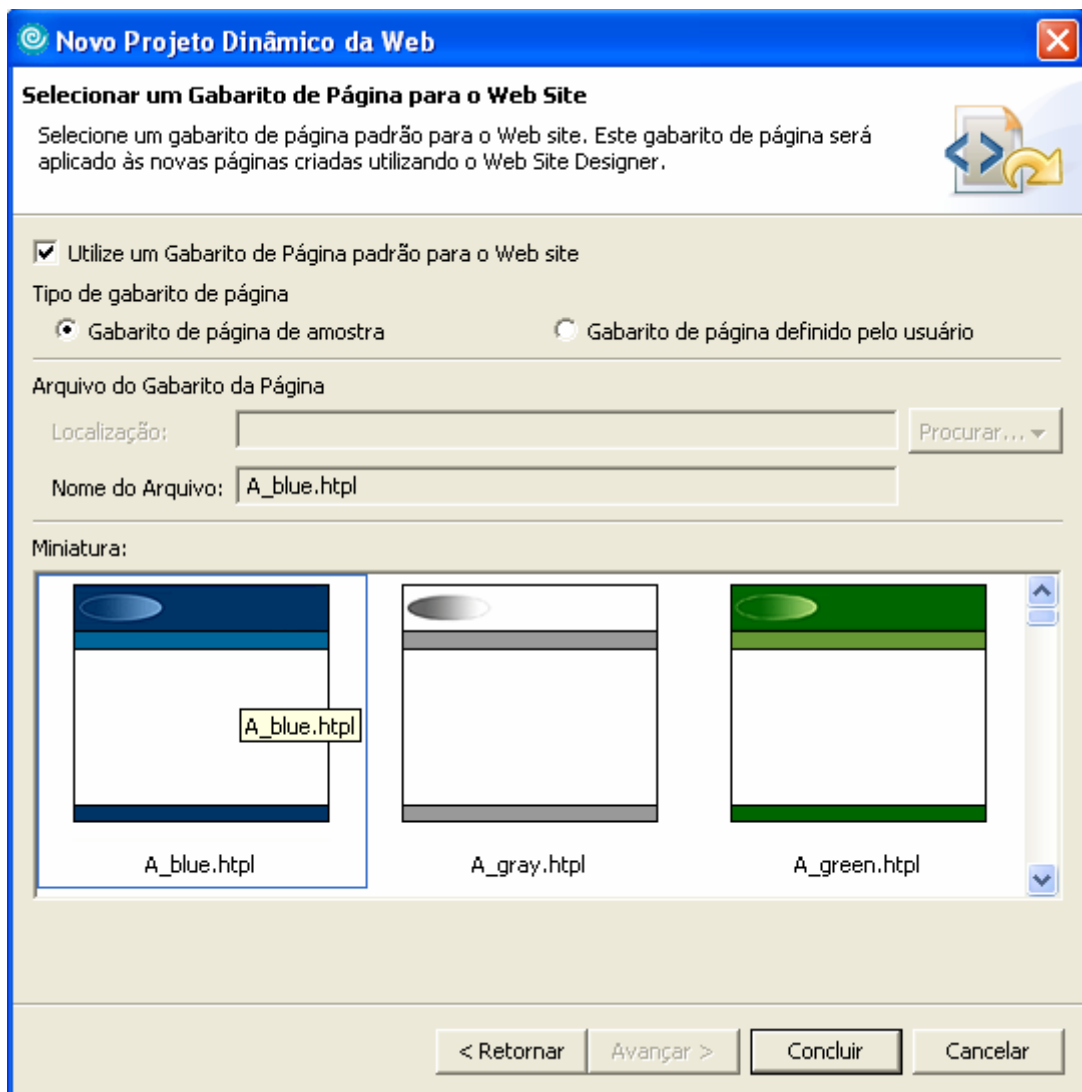 Novo Projeto Dinâmico da Web
Selecionar um Gabarito de Página para o Web Site
Selecione um gabarito de página padrão para o Web site. Este gabarito de página será
aplicado às novas páginas criadas utilizando o Web Site Designer.
Utilize um Gabarito de Página padrão para o Web site
Tipo de gabarito de página
Gabarito de página de amostra Gabarito de página definido pelo usuário
Arquivo do Gabarito da Página
Localização: Procurar...
Nome do Arquivo: A_blue.htpl
Miniatura:
A_blue.htpl
A_blue.htpl A_gray.htpl A_green.htpl
< Retornar Avançar > Concluir Cancelar